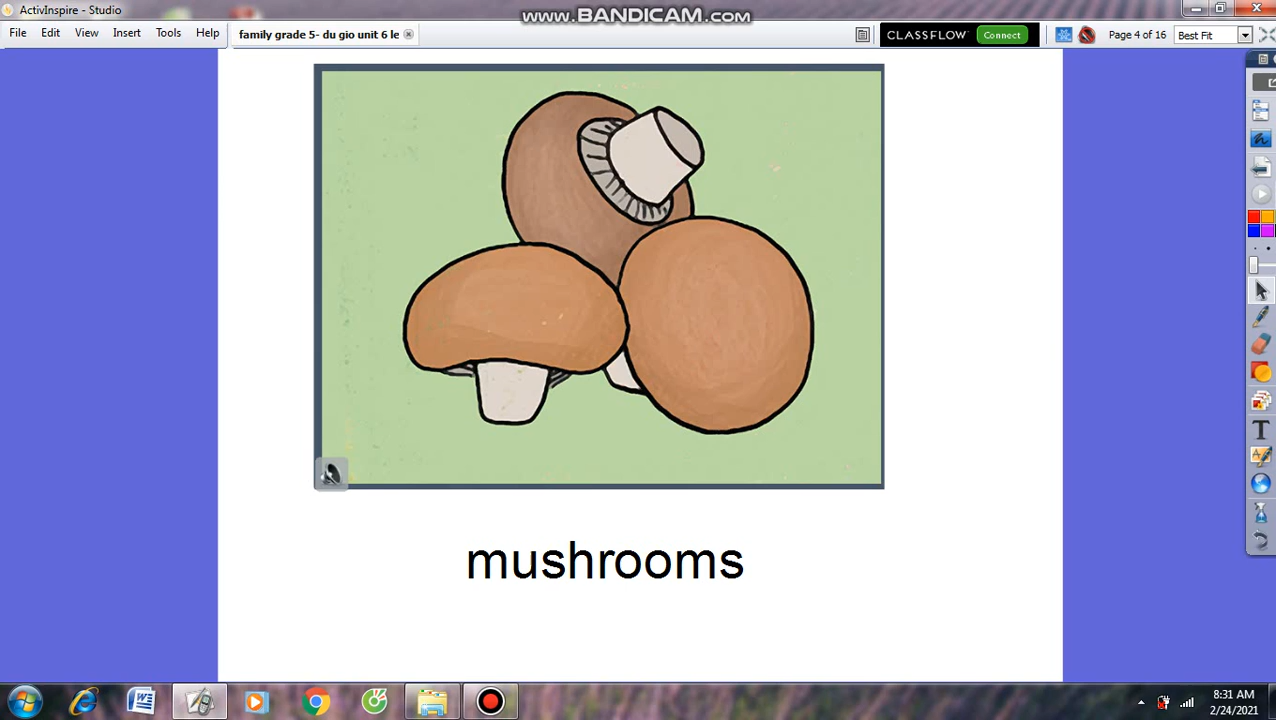 ActivInspire - Studio
www.BANDICAM.com
File Edit View Insert Tools Help
family grade 5- du gio unit 6 le
CLASSFLOW Connect
Page 4 of 16
Best Fit
mushrooms
8:31 AM
2/24/2021